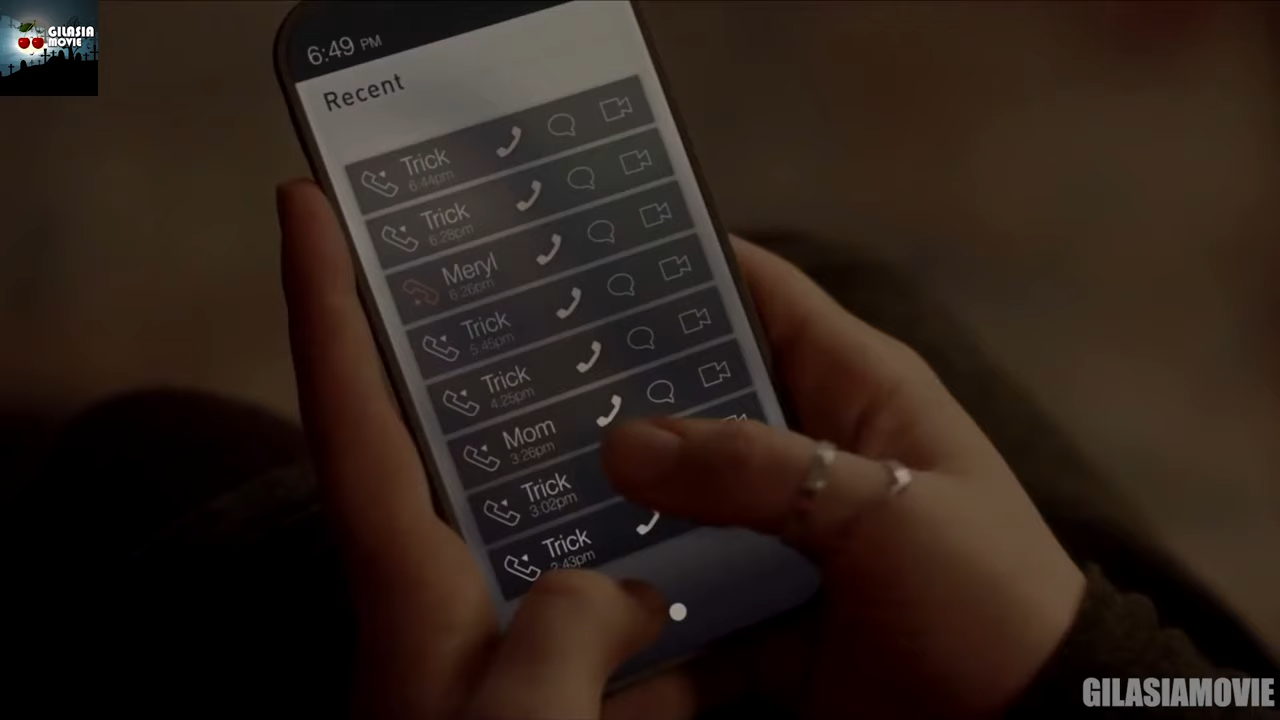 GILASIA
MOVIE
6:49 PM
Recent
Trick
6:44pm
Trick
6:28pm
Meryl
6:26pm
Trick
5:45pm
Trick
4:25pm
Mom
3:26pm
Trick
3:02pm
Trick
2:43pm
GILASIAMOVIE